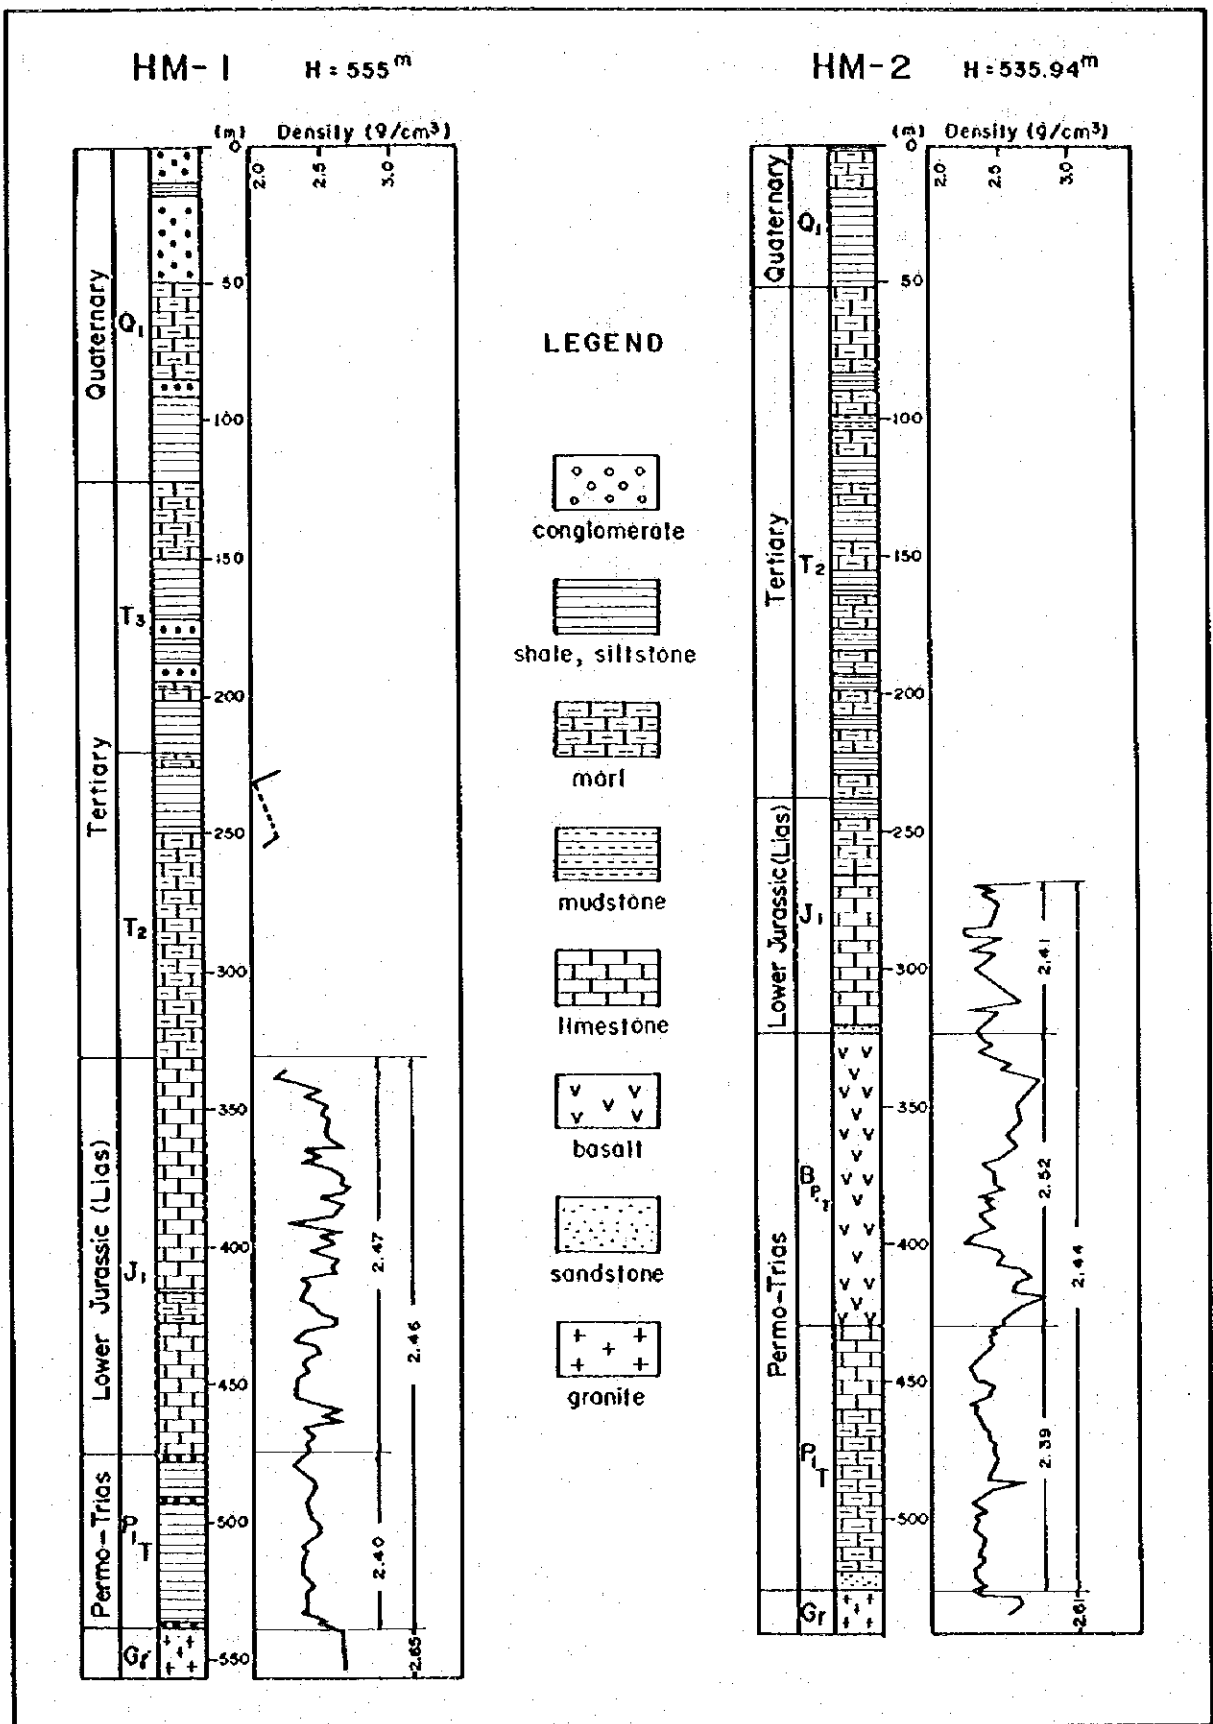 HM-1 H = 555m
(m) Density (g/cm³)
2.0 2.5 3.0
0
50
100
150
200
250
300
350
400
450
500
550
Quaternary
Q1
Tertiary
T3
T2
Lower Jurassic (Lias)
J1
Permo-Trias
P1T
Gr
2.47
2.46
2.40
2.65
LEGEND
conglomerate
shale, siltstone
marl
mudstone
limestone
basalt
sandstone
granite
HM-2 H = 535.94m
(m) Density (g/cm³)
2.0 2.5 3.0
0
50
100
150
200
250
300
350
400
450
500
Quaternary
Q1
Tertiary
T2
Lower Jurassic (Lias)
J1
Permo-Trias
BP1T
P1T
Gr
2.41
2.52
2.44
2.39
2.61